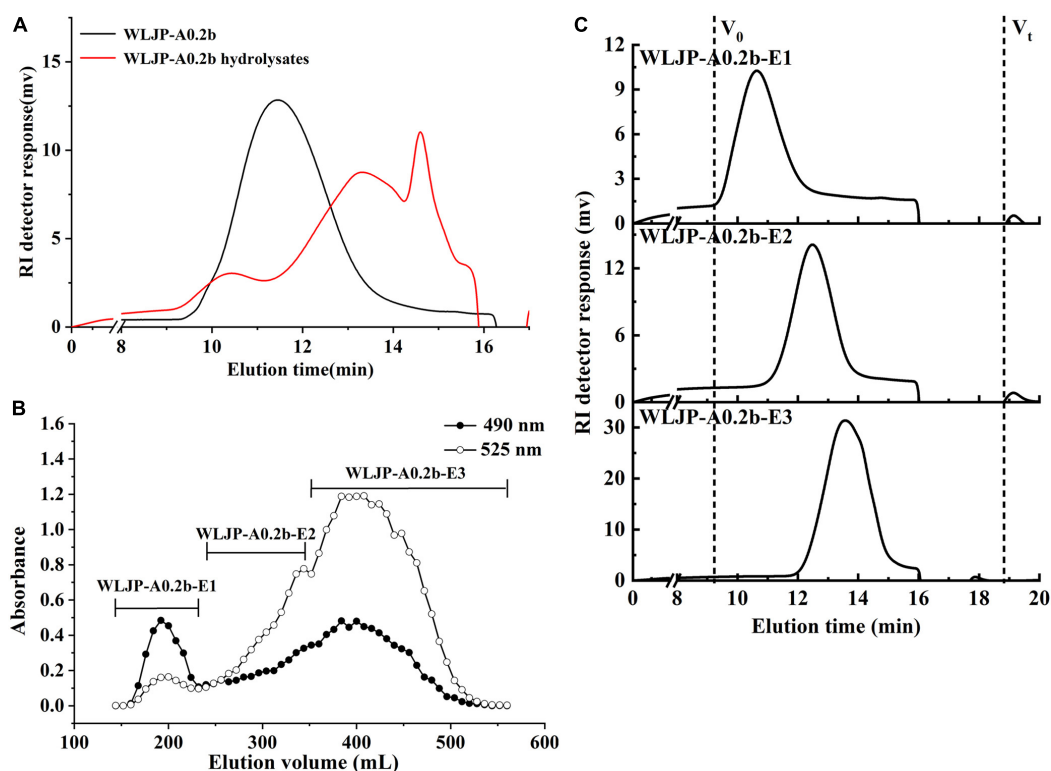 A
WLJP-A0.2b
WLJP-A0.2b hydrolysates
RI detector response(mv)
15
10
5
0
0 8 10 12 14 16
Elution time(min)
B
490 nm
525 nm
WLJP-A0.2b-E3
WLJP-A0.2b-E2
WLJP-A0.2b-E1
Absorbance
1.6
1.4
1.2
1.0
0.8
0.6
0.4
0.2
0.0
100 200 300 400 500 600
Elution volume (mL)
C
V0 Vt
WLJP-A0.2b-E1
12
9
6
3
0
WLJP-A0.2b-E2
12
6
0
WLJP-A0.2b-E3
30
20
10
0
RI detector response (mv)
0 8 10 12 14 16 18 20
Elution time (min)